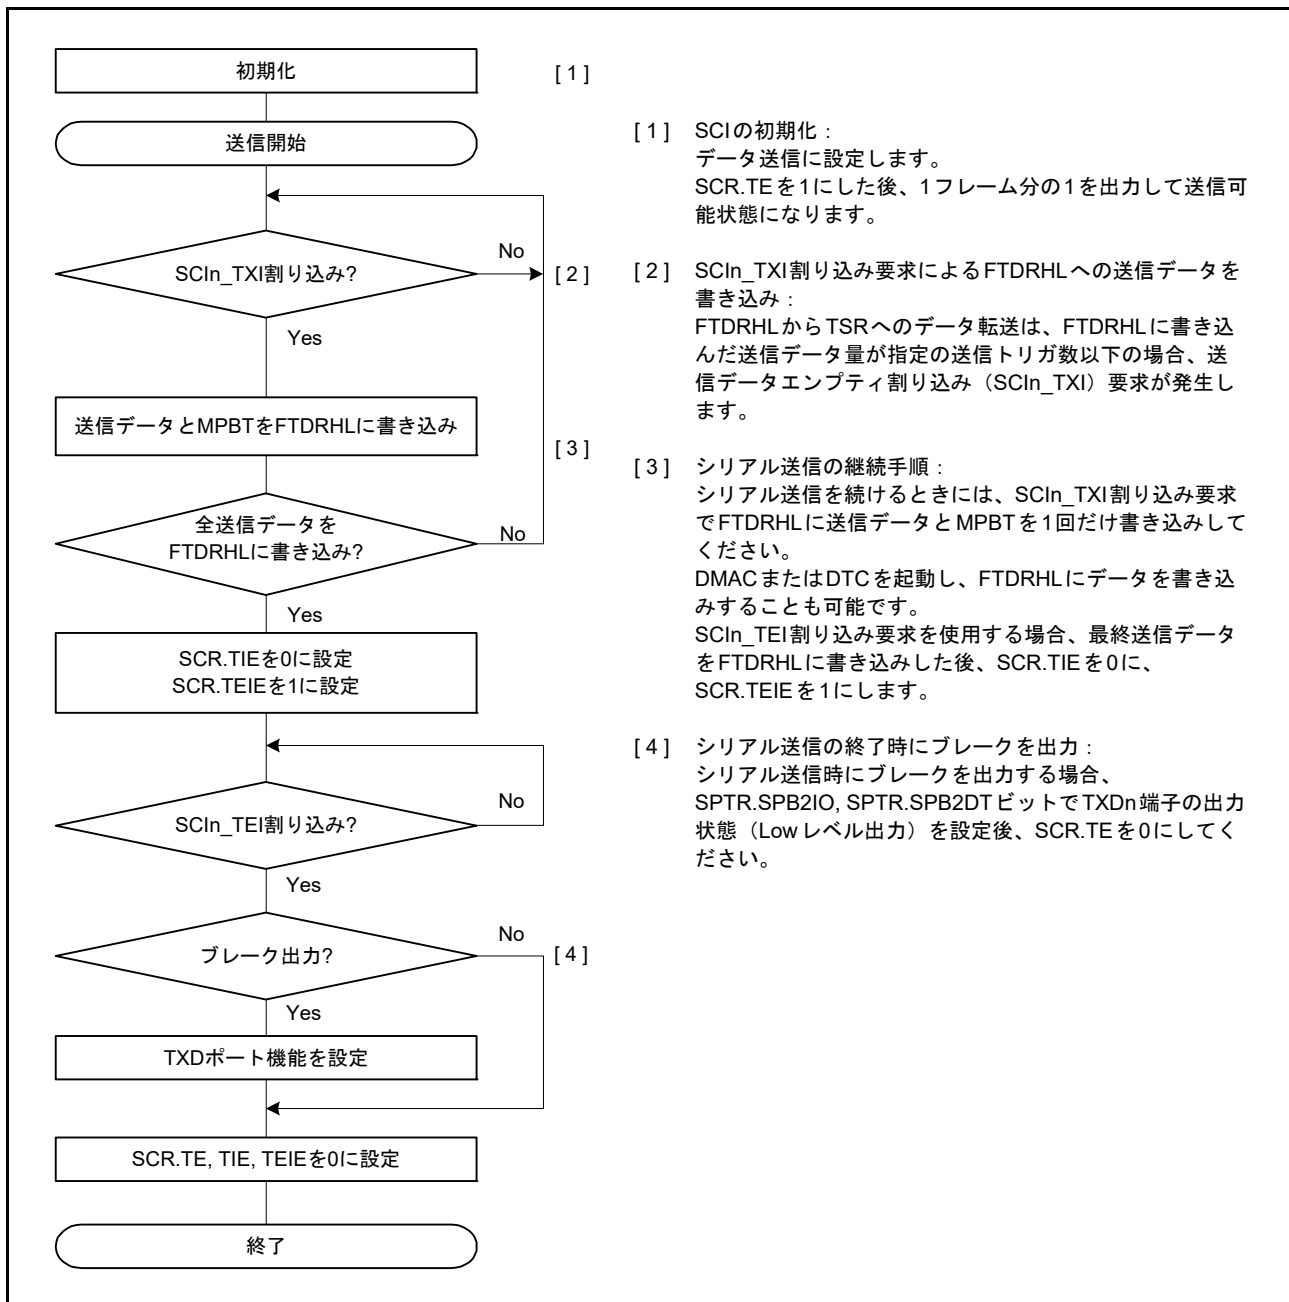 初期化
[ 1 ]
送信開始
SCIn_TXI割り込み?
No
[ 2 ]
Yes
送信データとMPBTをFTDRHLに書き込み
[ 3 ]
全送信データを
FTDRHLに書き込み?
No
Yes
SCR.TIEを0に設定
SCR.TEIEを1に設定
SCIn_TEI割り込み?
No
Yes
ブレーク出力?
No
[ 4 ]
Yes
TXDポート機能を設定
SCR.TE, TIE, TEIEを0に設定
終了
[ 1 ] SCIの初期化：
データ送信に設定します。
SCR.TEを1にした後、1フレーム分の1を出力して送信可
能状態になります。
[ 2 ] SCIn_TXI割り込み要求によるFTDRHLへの送信データを
書き込み：
FTDRHLからTSRへのデータ転送は、FTDRHLに書き込
んだ送信データ量が指定の送信トリガ数以下の場合、送
信データエンプティ割り込み（SCIn_TXI）要求が発生し
ます。
[ 3 ] シリアル送信の継続手順：
シリアル送信を続けるときには、SCIn_TXI割り込み要求
でFTDRHLに送信データとMPBTを1回だけ書き込みして
ください。
DMACまたはDTCを起動し、FTDRHLにデータを書き込
みすることも可能です。
SCIn_TEI割り込み要求を使用する場合、最終送信データ
をFTDRHLに書き込みした後、SCR.TIEを0に、
SCR.TEIEを1にします。
[ 4 ] シリアル送信の終了時にブレークを出力：
シリアル送信時にブレークを出力する場合、
SPTR.SPB2IO, SPTR.SPB2DTビットでTXDn端子の出力
状態（Lowレベル出力）を設定後、SCR.TEを0にしてく
ださい。